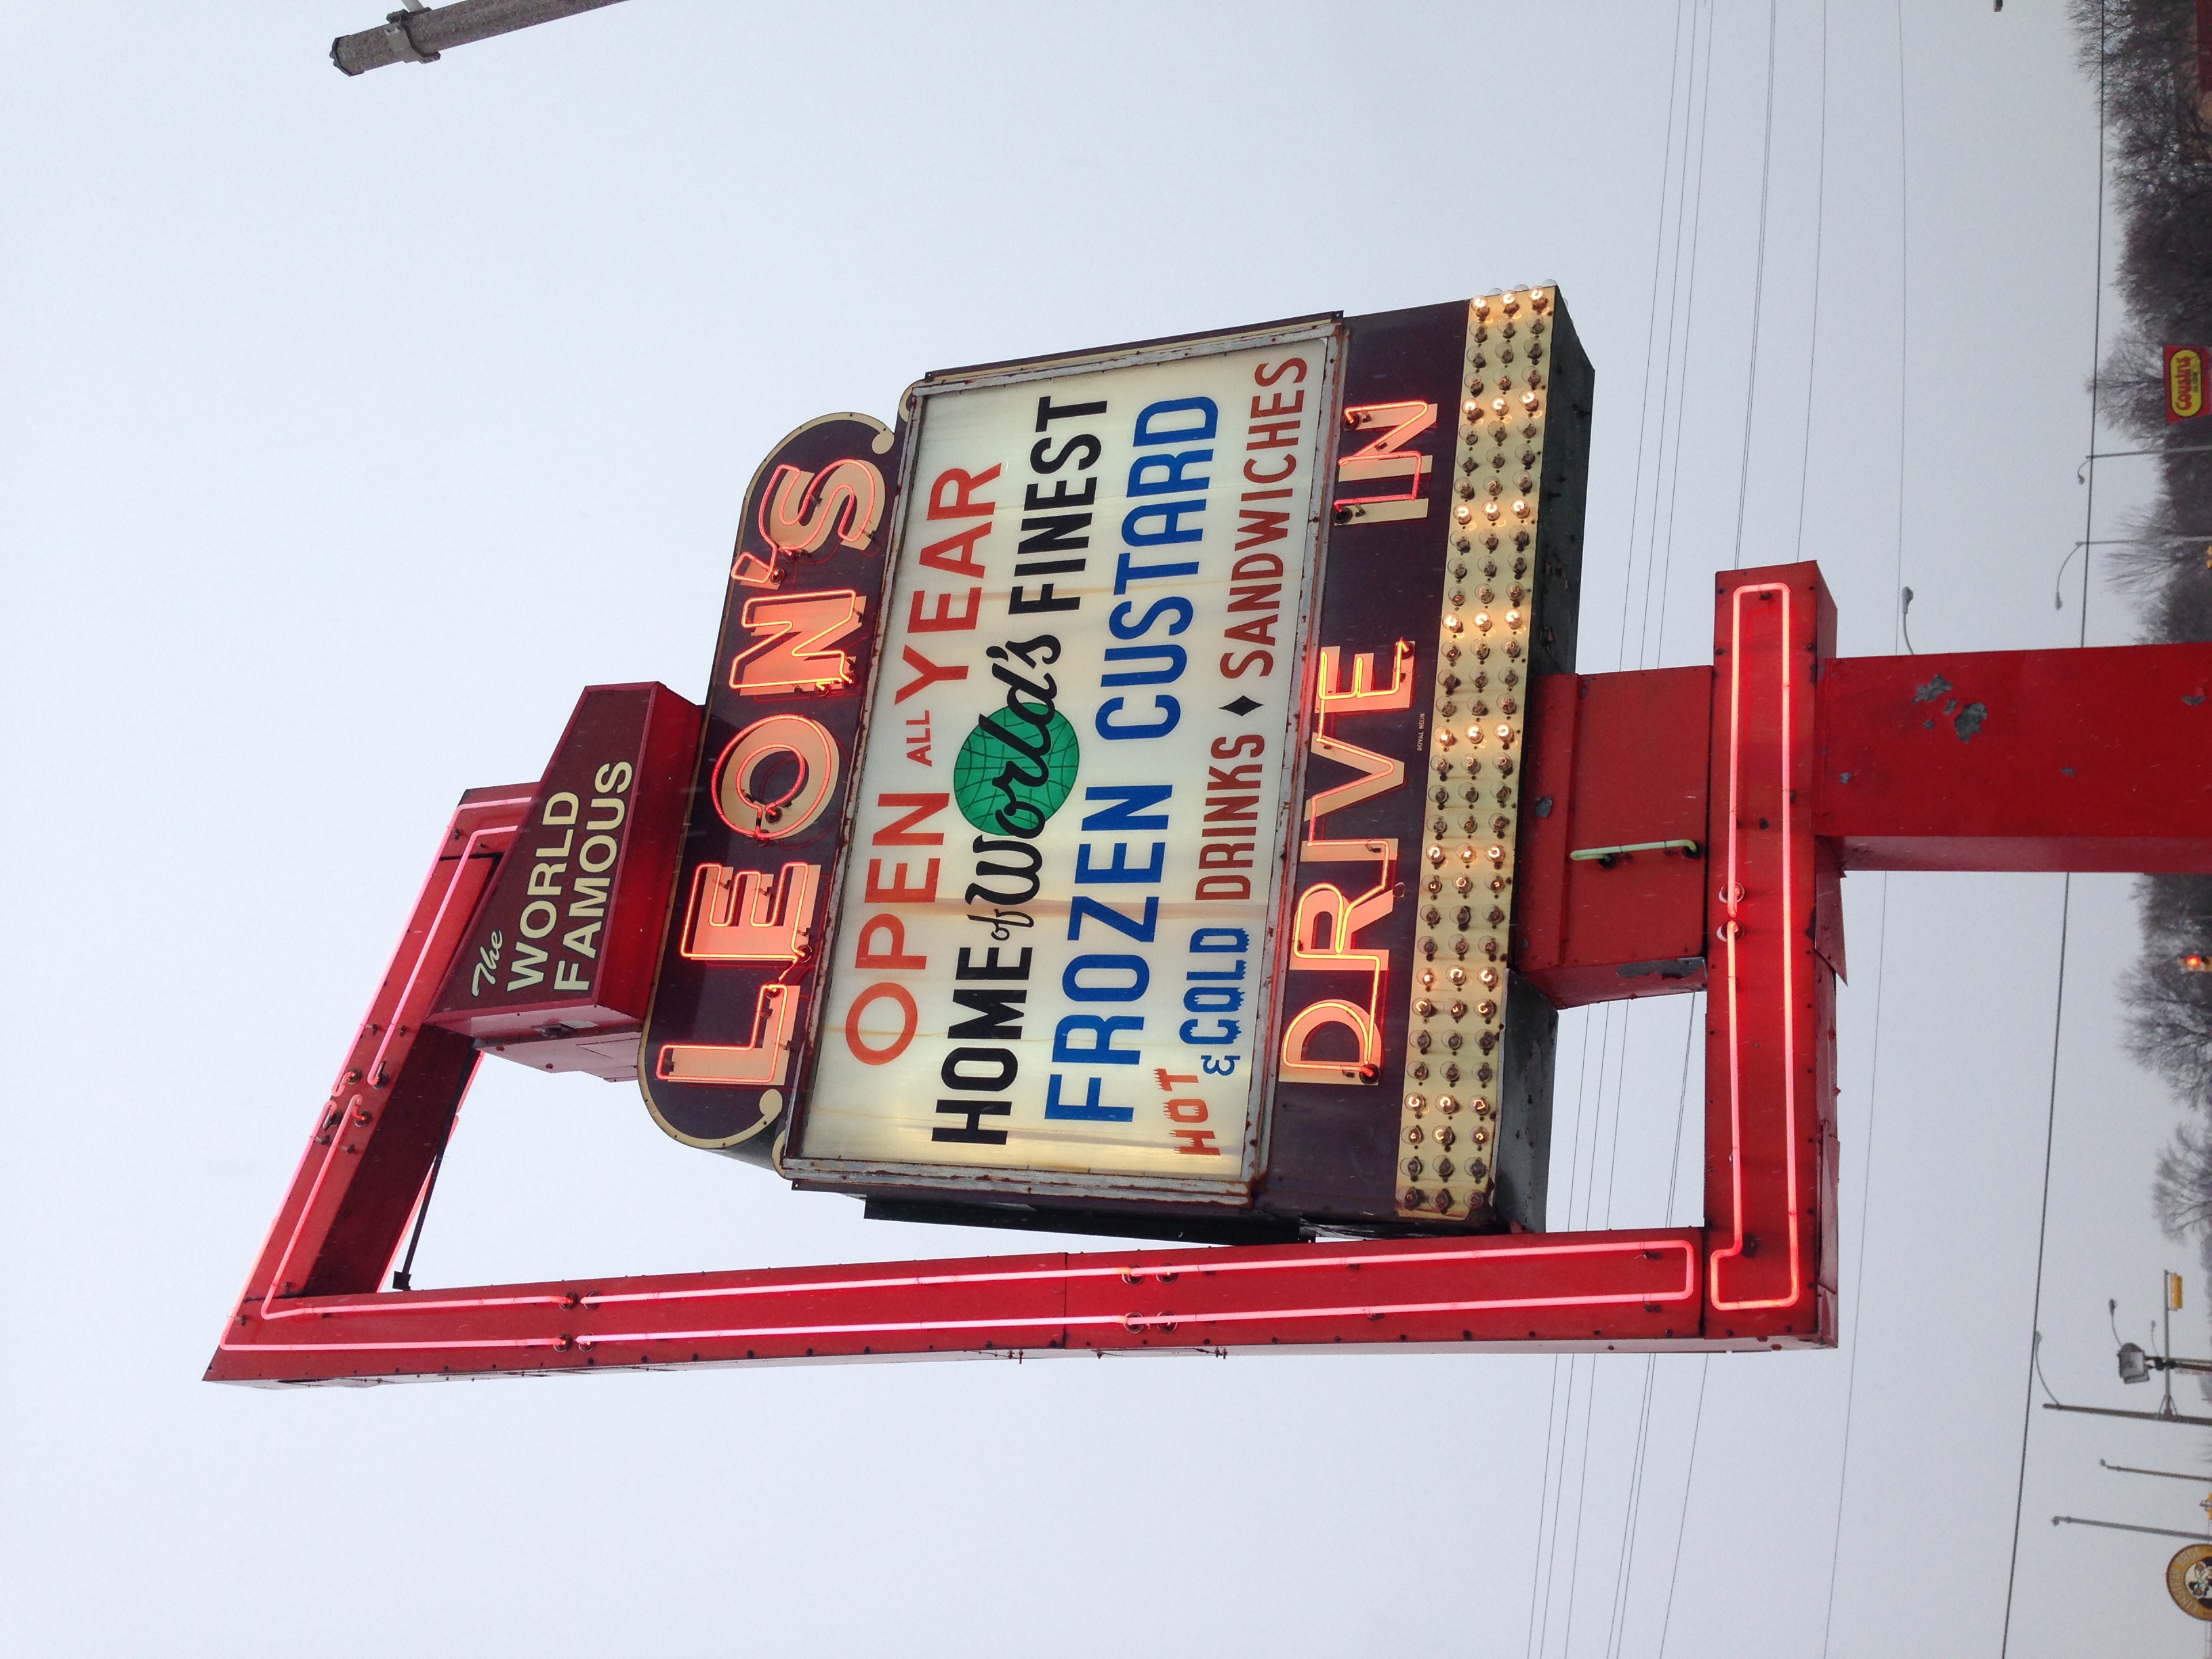 The
WORLD
FAMOUS
LEON'S
OPEN ALL YEAR
HOME of World's FINEST
FROZEN CUSTARD
HOT & COLD DRINKS ♦ SANDWICHES
DRIVE IN
Cousins